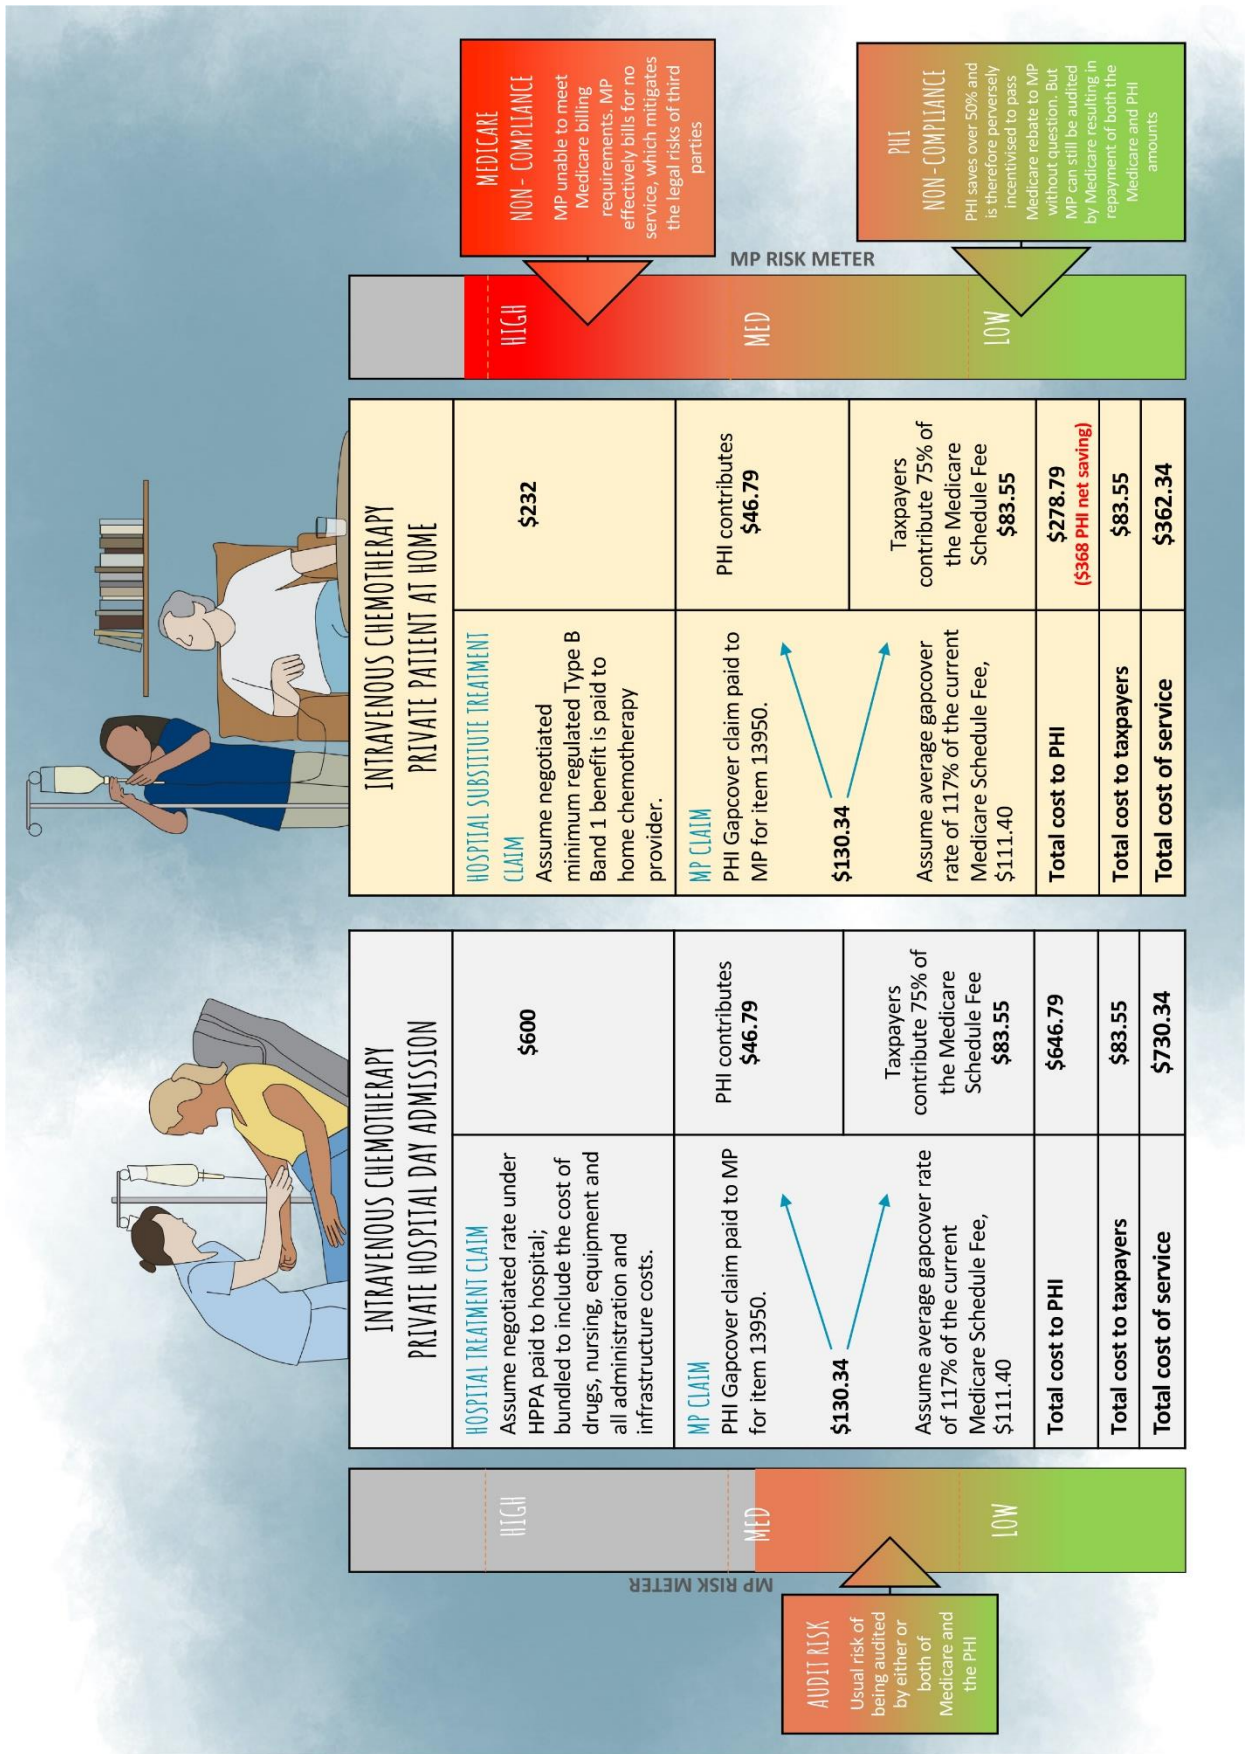 MP RISK METER
HIGH
MED
LOW
AUDIT RISK
Usual risk of
being audited
by either or
both of
Medicare and
the PHI
INTRAVENOUS CHEMOTHERAPY
PRIVATE HOSPITAL DAY ADMISSION
HOSPITAL TREATMENT CLAIM
Assume negotiated rate under
HPPA paid to hospital;
bundled to include the cost of
drugs, nursing, equipment and
all administration and
infrastructure costs.
$600
MP CLAIM
PHI Gapcover claim paid to MP
for item 13950.
$130.34
Assume average gapcover rate
of 117% of the current
Medicare Schedule Fee,
$111.40
PHI contributes
$46.79
Taxpayers
contribute 75% of
the Medicare
Schedule Fee
$83.55
Total cost to PHI
$646.79
Total cost to taxpayers
$83.55
Total cost of service
$730.34
INTRAVENOUS CHEMOTHERAPY
PRIVATE PATIENT AT HOME
HOSPTIAL SUBSTITUTE TREATMENT
CLAIM
Assume negotiated
minimum regulated Type B
Band 1 benefit is paid to
home chemotherapy
provider.
$232
MP CLAIM
PHI Gapcover claim paid to
MP for item 13950.
$130.34
Assume average gapcover
rate of 117% of the current
Medicare Schedule Fee,
$111.40
PHI contributes
$46.79
Taxpayers
contribute 75% of
the Medicare
Schedule Fee
$83.55
Total cost to PHI
$278.79
($368 PHI net saving)
Total cost to taxpayers
$83.55
Total cost of service
$362.34
HIGH
MED
LOW
MP RISK METER
MEDICARE
NON- COMPLIANCE
MP unable to meet
Medicare billing
requirements. MP
effectively bills for no
service, which mitigates
the legal risks of third
parties
PHI
NON-COMPLIANCE
PHI saves over 50% and
is therefore perversely
incentivised to pass
Medicare rebate to MP
without question. But
MP can still be audited
by Medicare resulting in
repayment of both the
Medicare and PHI
amounts